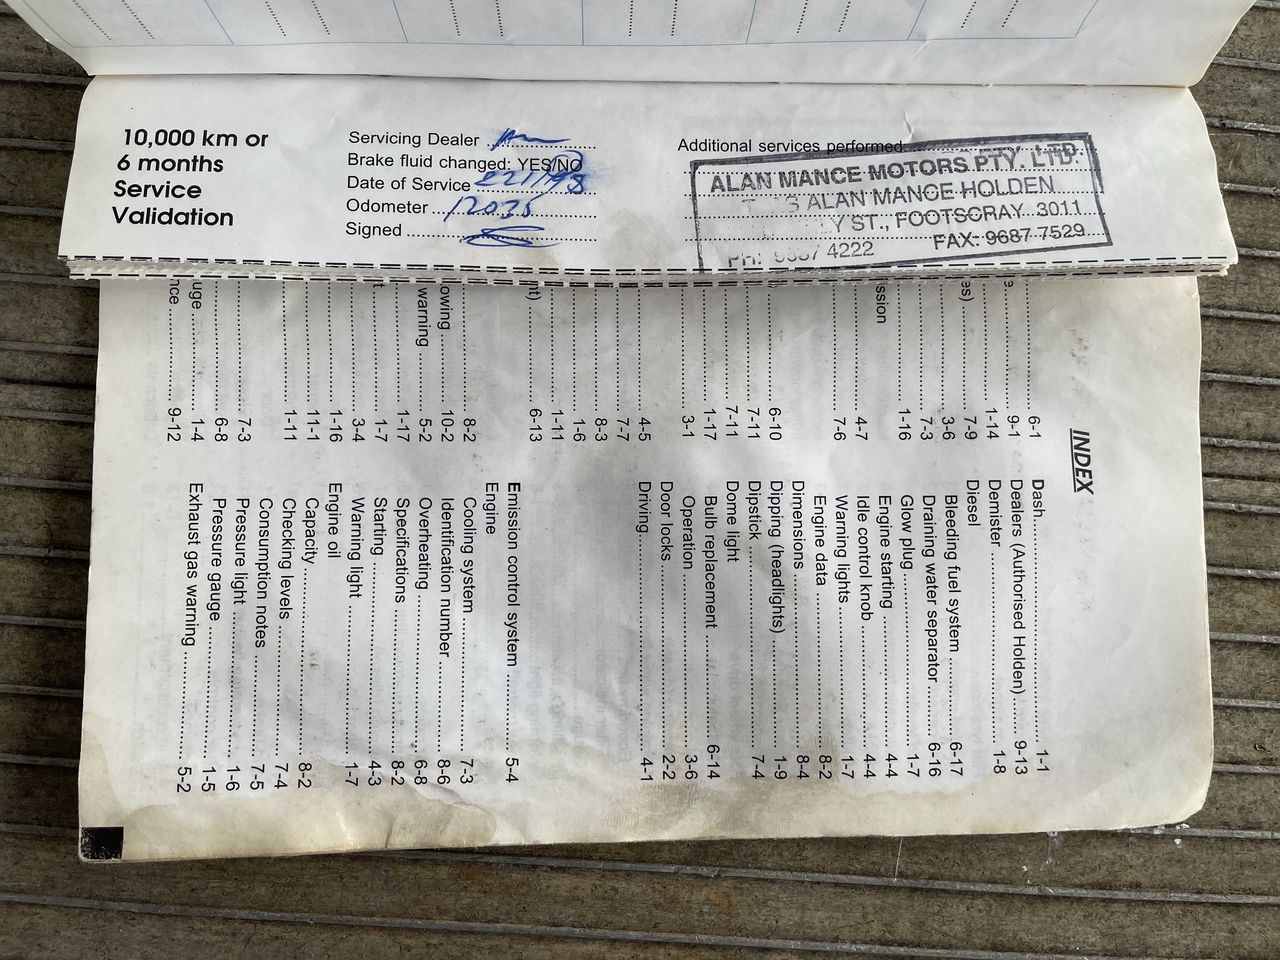 10,000 km or
6 months
Service
Validation
Servicing Dealer
Brake fluid changed: YES/NO
Date of Service
Odometer 12035
Signed
Additional services performed:
ALAN MANCE MOTORS PTY. LTD.
ALAN MANCE HOLDEN
ST., FOOTSCRAY 3011
PH: 4222 FAX: 9687 7529
INDEX
6-1
9-1
1-14
7-9
3-6
7-3
1-16
ssion
4-7
7-6
6-10
7-11
7-11
1-17
3-1
4-5
7-7
8-3
1-6
1-11
6-13
8-2
owing 10-2
warning 5-2
1-17
1-7
3-4
1-16
11-1
1-11
7-3
6-8
uge 1-4
nce 9-12
Dash 1-1
Dealers (Authorised Holden) 9-13
Demister 1-8
Diesel
Bleeding fuel system 6-17
Draining water separator 6-16
Glow plug 1-7
Engine starting 4-4
Idle control knob 4-4
Warning lights 1-7
Engine data 8-2
Dimensions 8-4
Dipping (headlights) 1-9
Dipstick 7-4
Dome light
Bulb replacement 6-14
Operation 3-6
Door locks 2-2
Driving 4-1
Emission control system 5-4
Engine
Cooling system 7-3
Identification number 8-6
Overheating 6-8
Specifications 8-2
Starting 4-3
Warning light 1-7
Engine oil
Capacity 8-2
Checking levels 7-4
Consumption notes 7-5
Pressure light 1-6
Pressure gauge 1-5
Exhaust gas warning 5-2